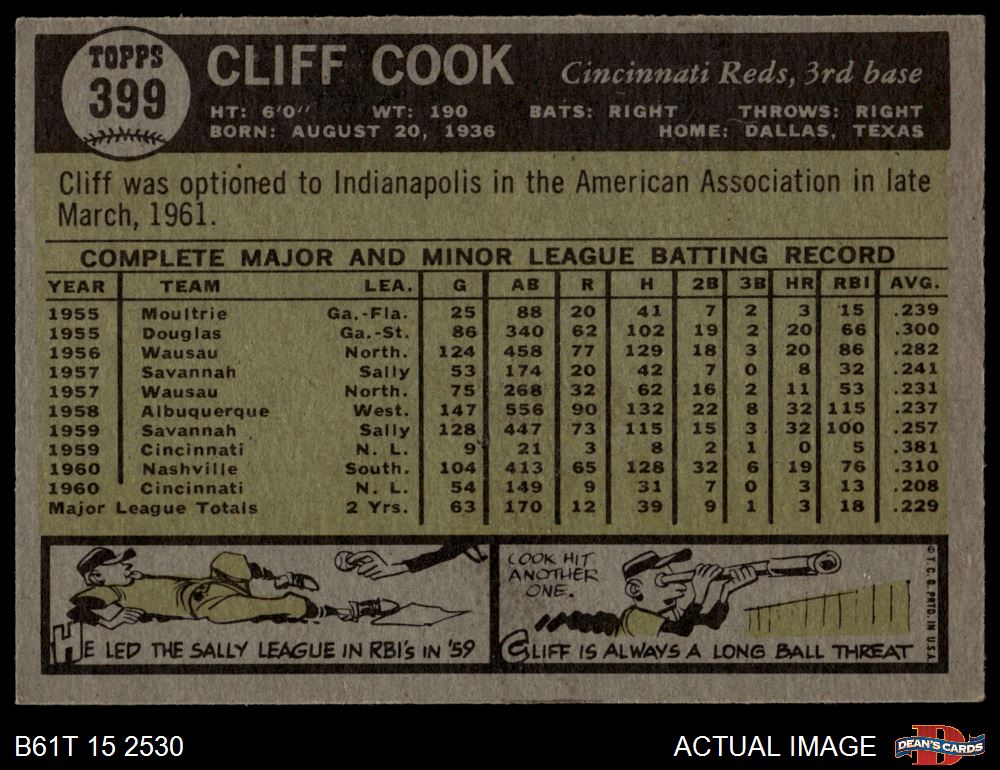 TOPPS
399
CLIFF COOK
Cincinnati Reds, 3rd base
HT: 6'0" WT: 190 BATS: RIGHT THROWS: RIGHT
BORN: AUGUST 20, 1936 HOME: DALLAS, TEXAS
Cliff was optioned to Indianapolis in the American Association in late
March, 1961.
COMPLETE MAJOR AND MINOR LEAGUE BATTING RECORD
YEAR TEAM LEA. G AB R H 2B 3B HR RBI AVG.
1955 Moultrie Ga.-Fla. 25 88 20 41 7 2 3 15 .239
1955 Douglas Ga.-St. 86 340 62 102 19 2 20 66 .300
1956 Wausau North. 124 458 77 129 18 3 20 86 .282
1957 Savannah Sally 53 174 20 42 7 0 8 32 .241
1957 Wausau North. 75 268 32 62 16 2 11 53 .231
1958 Albuquerque West. 147 556 90 132 22 8 32 115 .237
1959 Savannah Sally 128 447 73 115 15 3 32 100 .257
1959 Cincinnati N. L. 9 21 3 8 2 1 0 5 .381
1960 Nashville South. 104 413 65 128 32 6 19 76 .310
1960 Cincinnati N. L. 54 149 9 31 7 0 3 13 .208
Major League Totals 2 Yrs. 63 170 12 39 9 1 3 18 .229
HE LED THE SALLY LEAGUE IN RBI's IN '59
COOK HIT
ANOTHER
ONE.
CLIFF IS ALWAYS A LONG BALL THREAT
© T. C. G. PRTD. IN U.S.A.
B61T 15 2530
ACTUAL IMAGE
D
DEAN'S CARDS